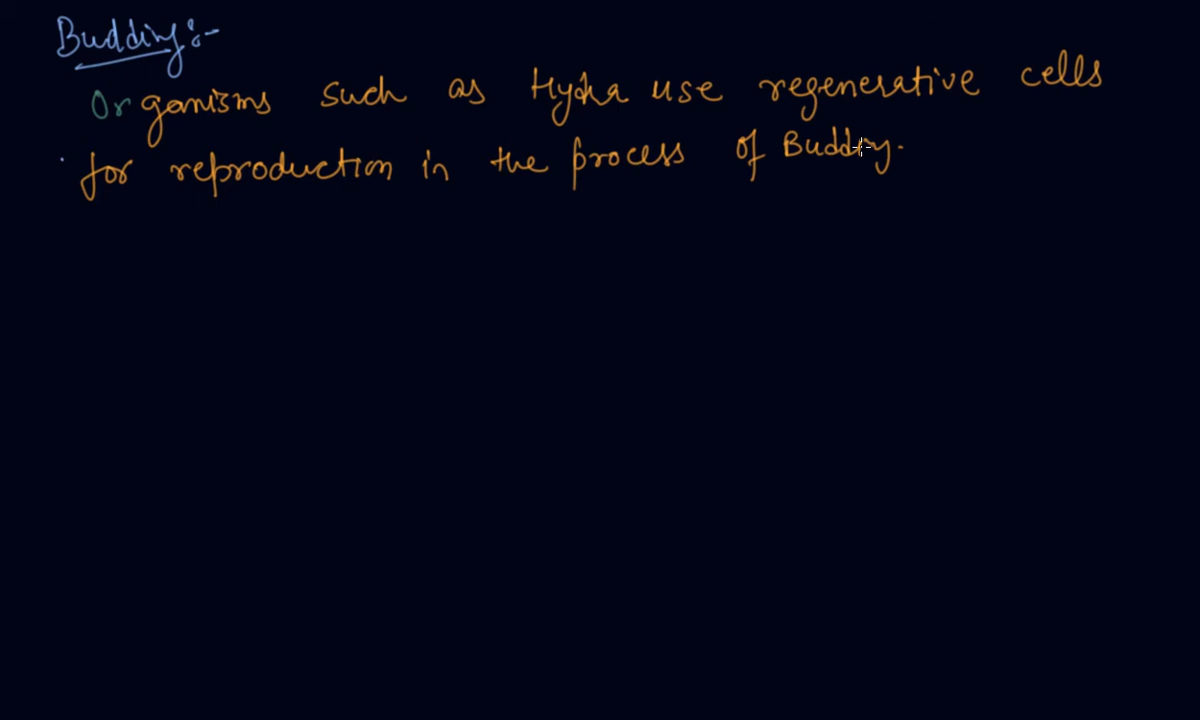 Budding:-
Organisms such as Hydra use regenerative cells
for reproduction in the process of Budding.